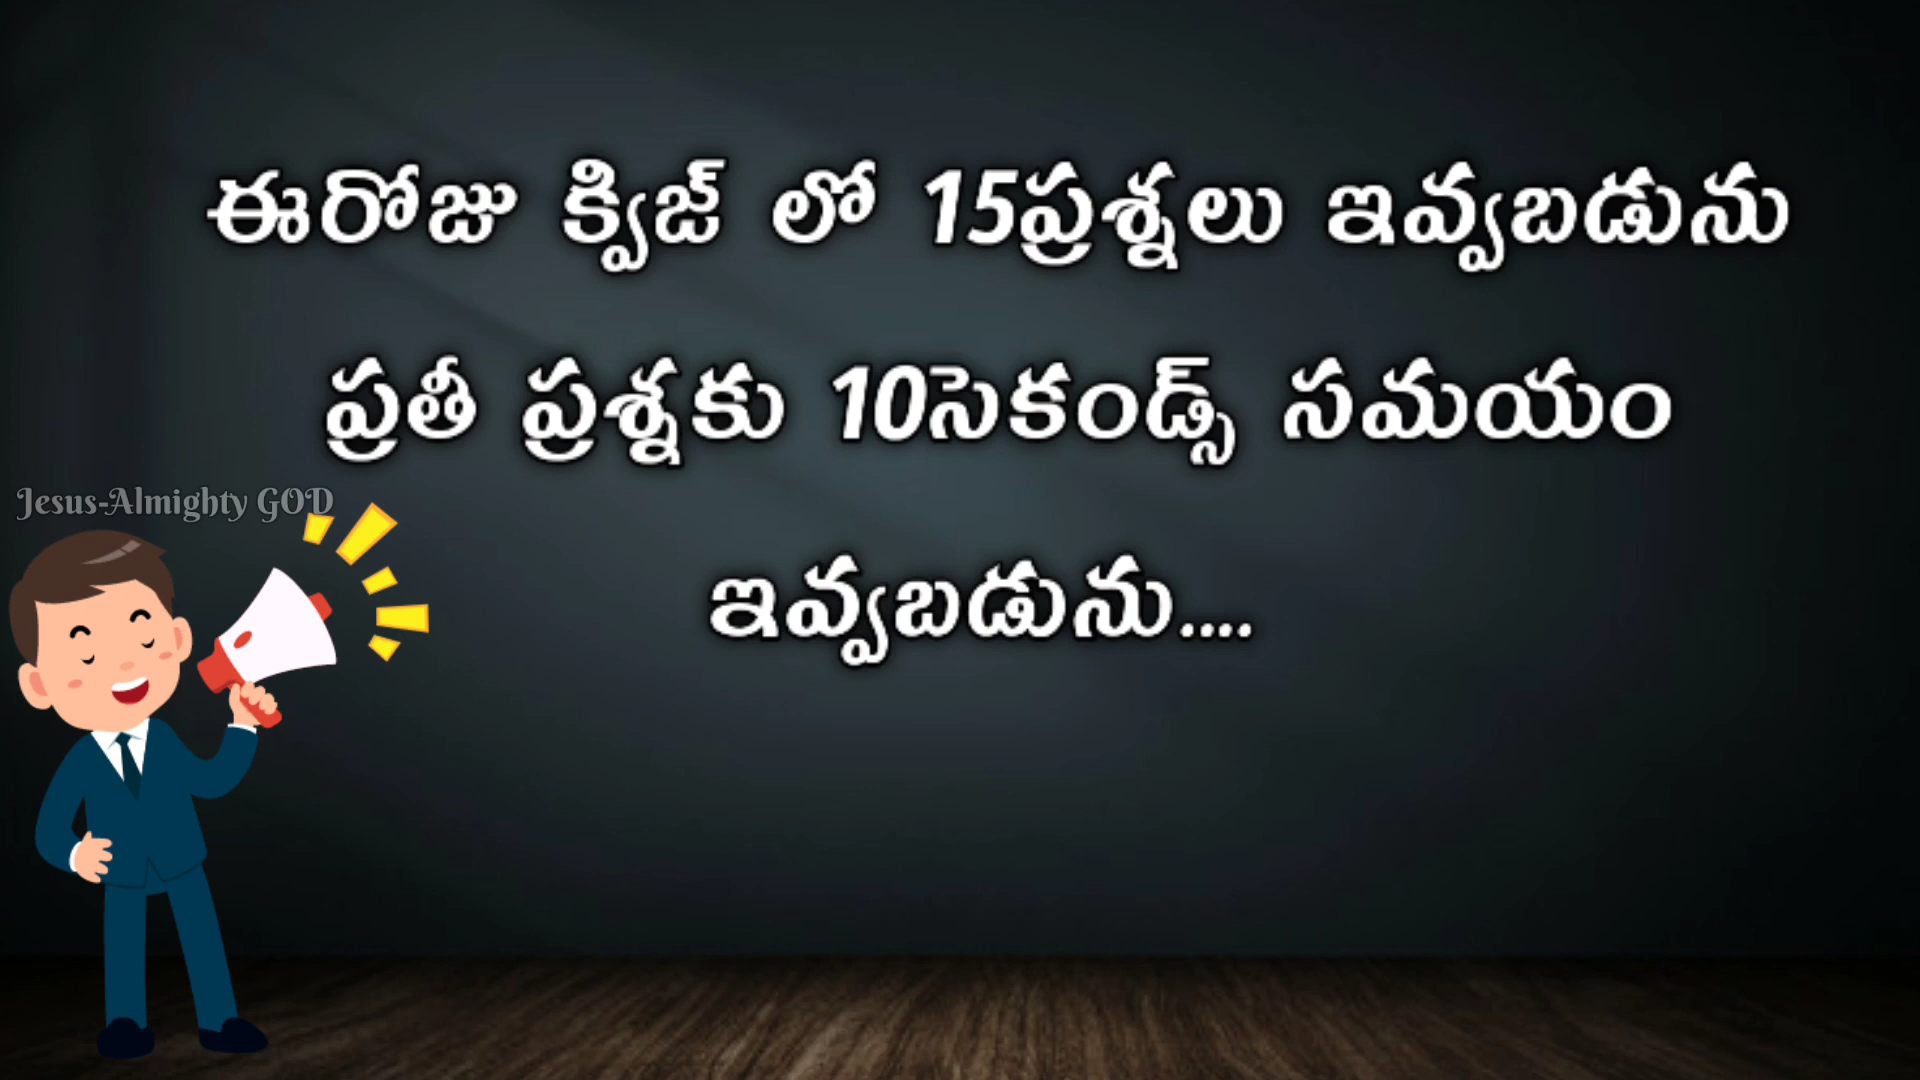 ఈరోజు క్విజ్ లో 15ప్రశ్నలు ఇవ్వబడును
ప్రతీ ప్రశ్నకు 10సెకండ్స్ సమయం
ఇవ్వబడును....
Jesus-Almighty GOD